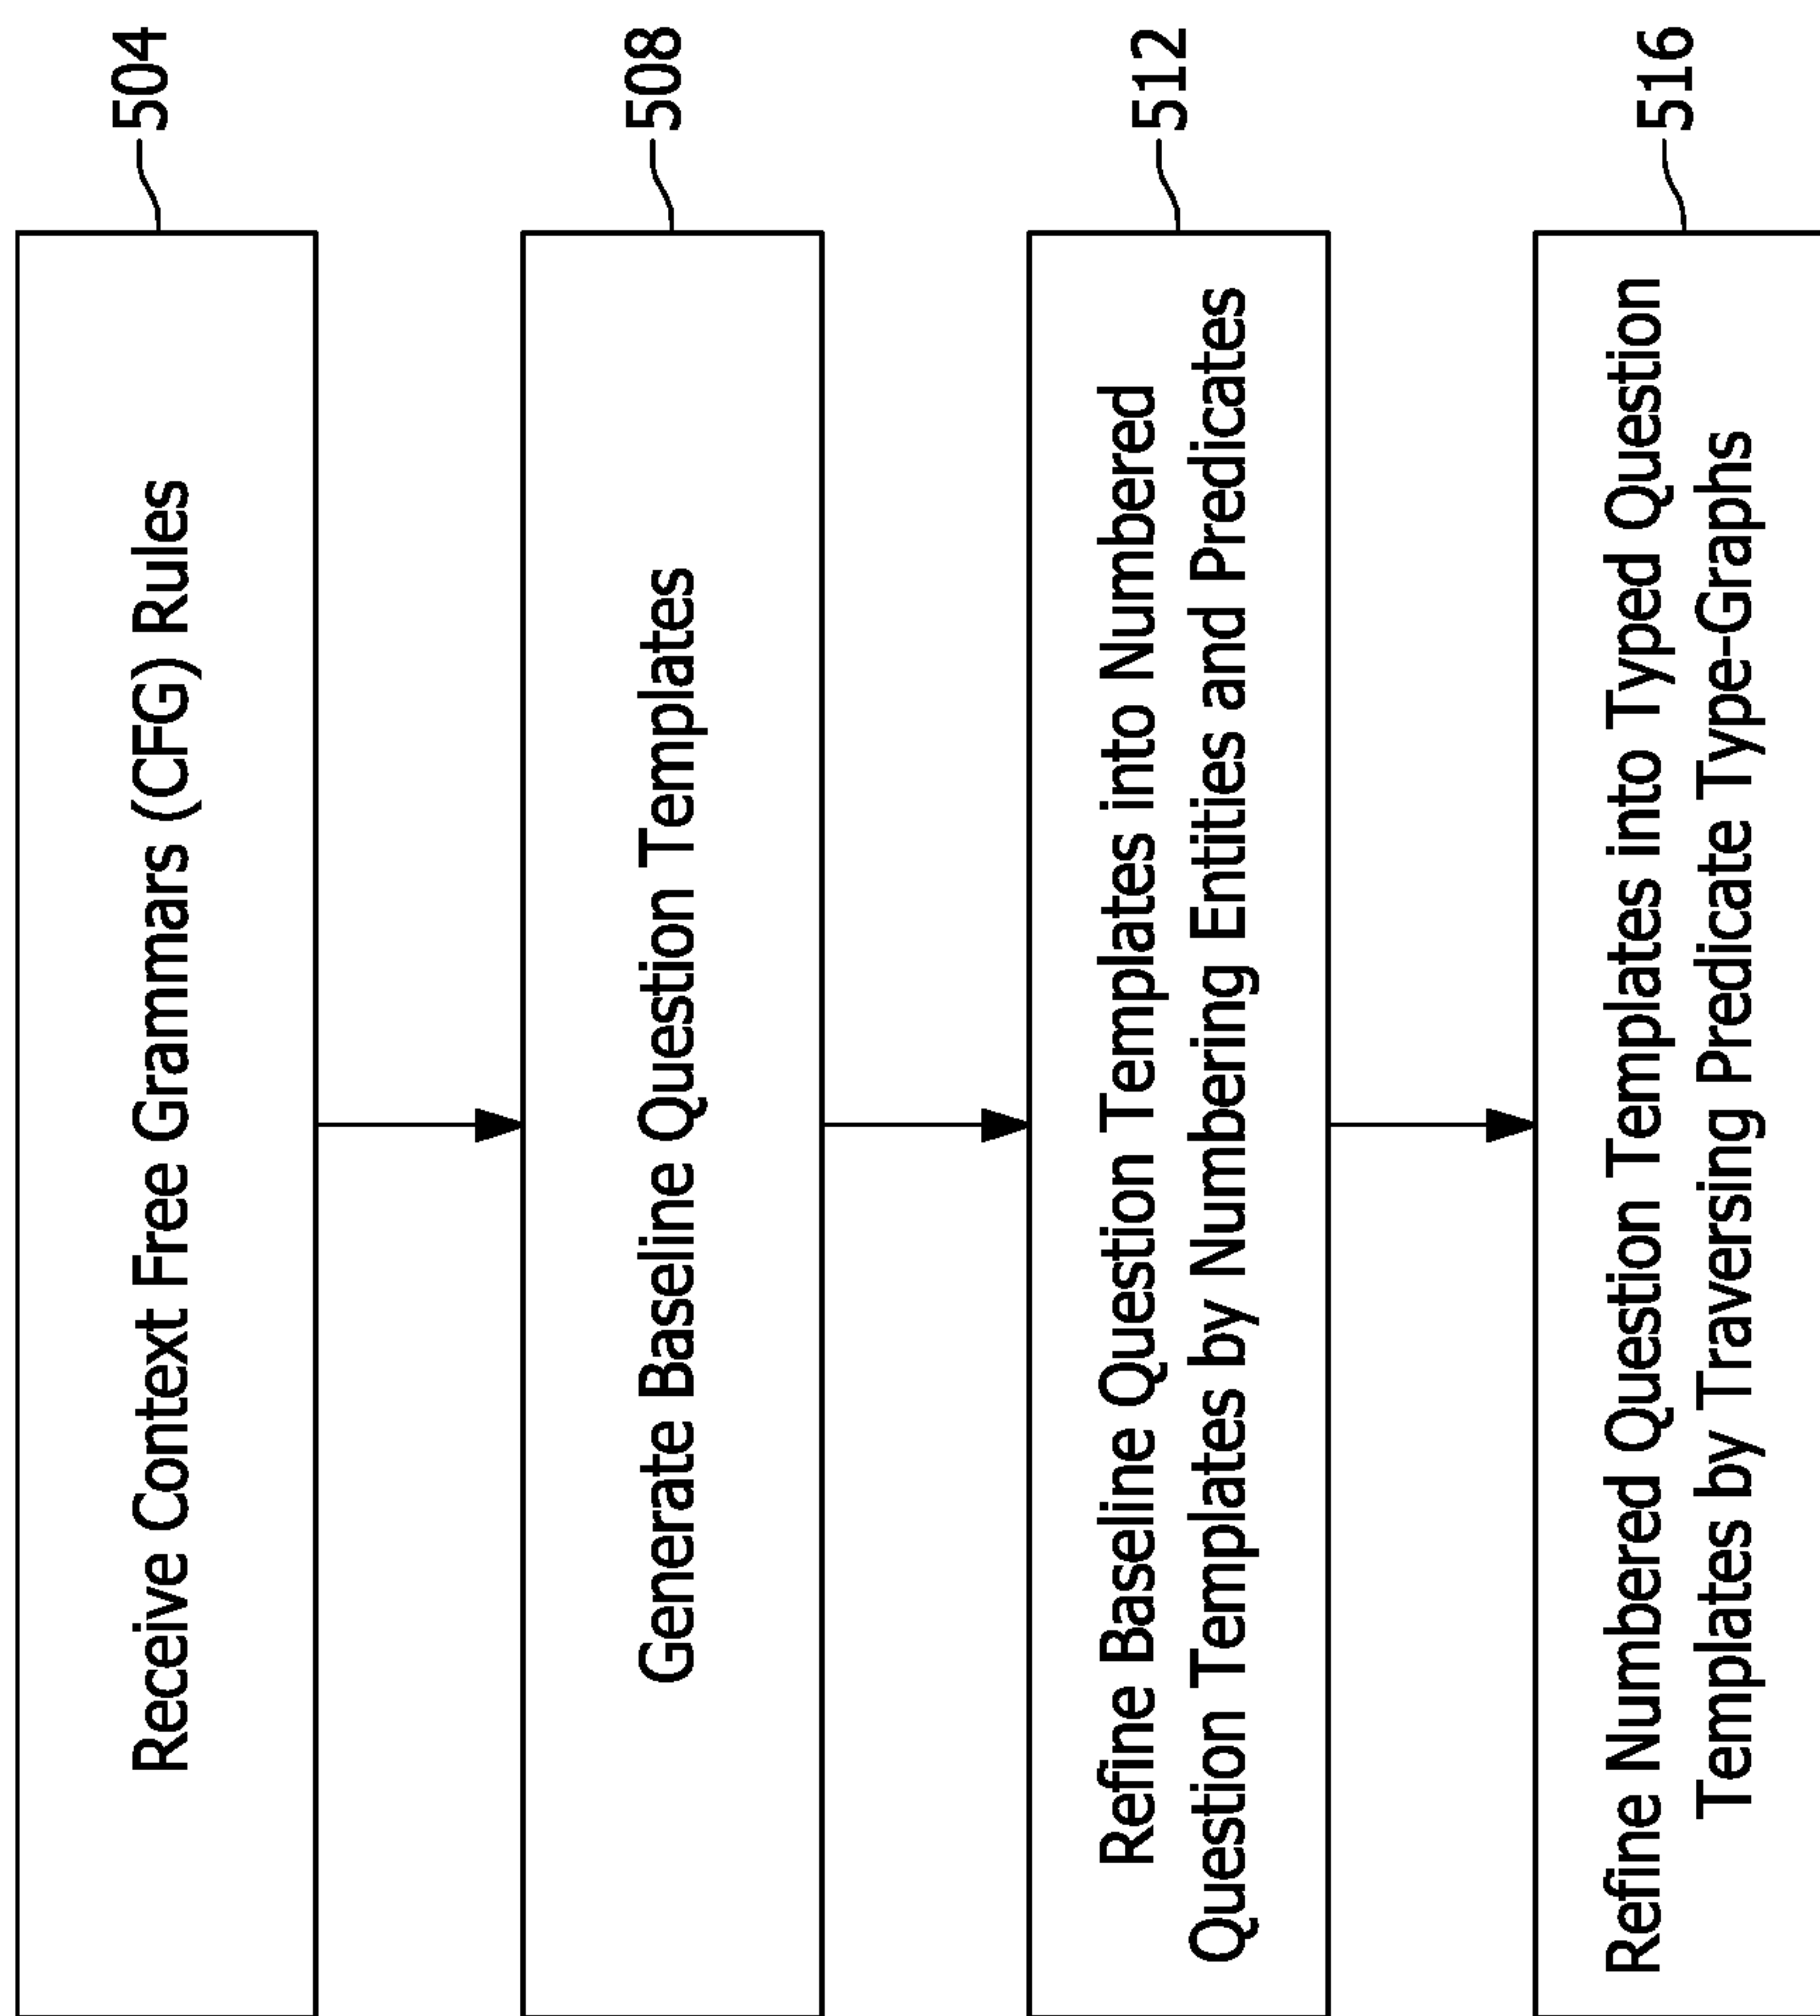 Receive Context Free Grammars (CFG) Rules
504
Generate Baseline Question Templates
508
Refine Baseline Question Templates into Numbered
Question Templates by Numbering Entities and Predicates
512
Refine Numbered Question Templates into Typed Question
Templates by Traversing Predicate Type-Graphs
516